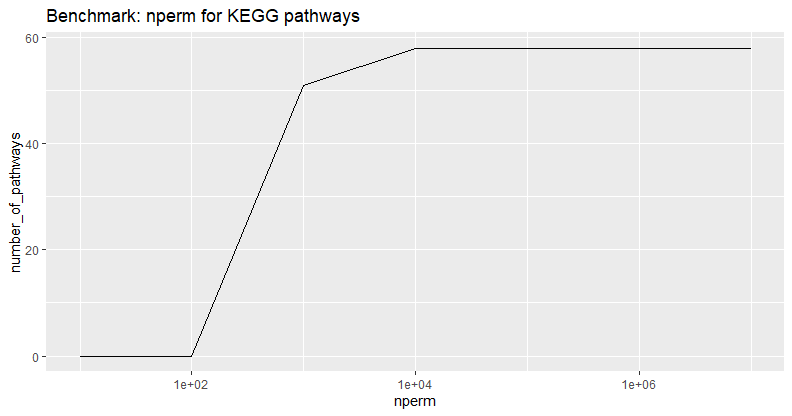 Benchmark: nperm for KEGG pathways
60
40
20
0
number_of_pathways
1e+02
1e+04
1e+06
nperm